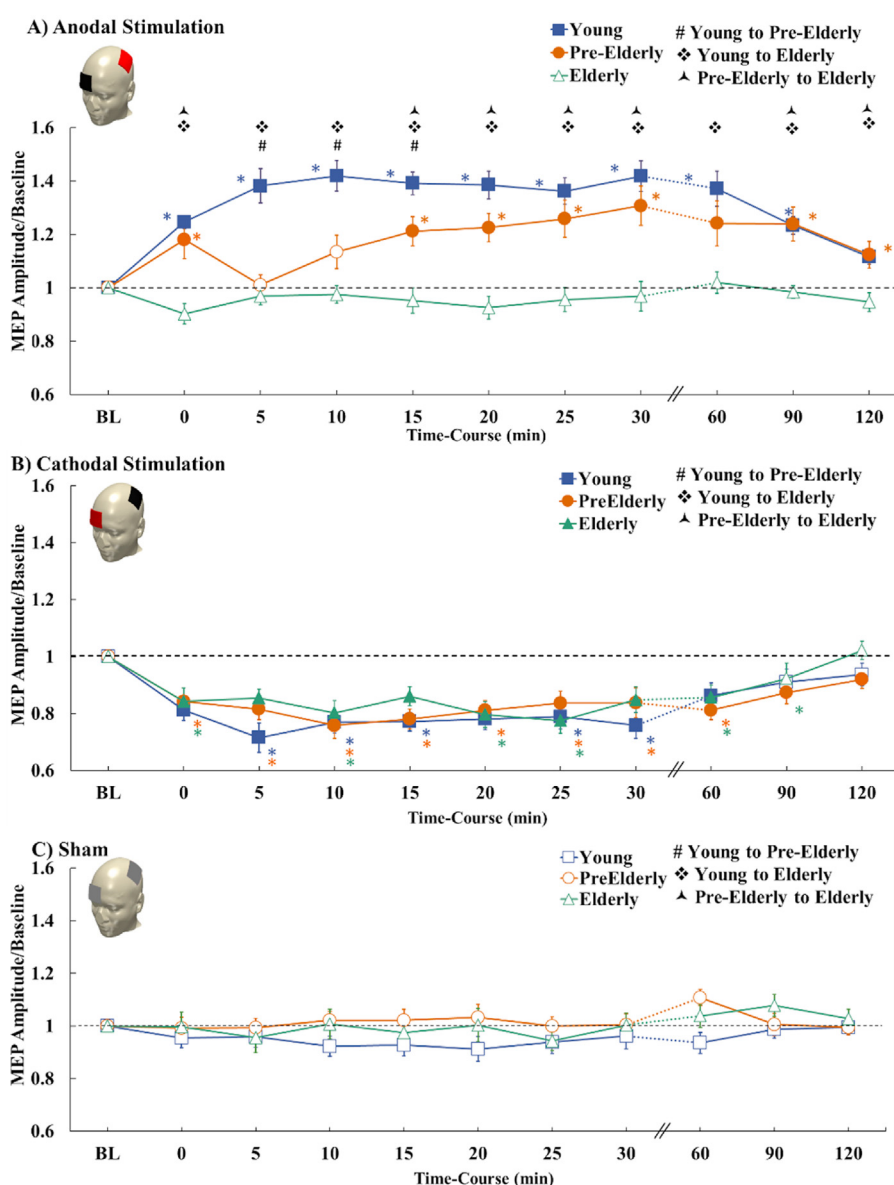 A) Anodal Stimulation
Young
Pre-Elderly
Elderly
# Young to Pre-Elderly
Young to Elderly
Pre-Elderly to Elderly
MEP Amplitude/Baseline
1.6
1.4
1.2
1
0.8
0.6
# # #
* * * * * * * * *
* * * * * * *
BL 0 5 10 15 20 25 30 // 60 90 120
Time-Course (min)
B) Cathodal Stimulation
Young
PreElderly
Elderly
# Young to Pre-Elderly
Young to Elderly
Pre-Elderly to Elderly
MEP Amplitude/Baseline
1.6
1.4
1.2
1
0.8
0.6
* * * * * * * * *
* * * * * * *
* * *
BL 0 5 10 15 20 25 30 // 60 90 120
Time-Course (min)
C) Sham
Young
PreElderly
Elderly
# Young to Pre-Elderly
Young to Elderly
Pre-Elderly to Elderly
MEP Amplitude/Baseline
1.6
1.4
1.2
1
0.8
0.6
BL 0 5 10 15 20 25 30 // 60 90 120
Time-Course (min)